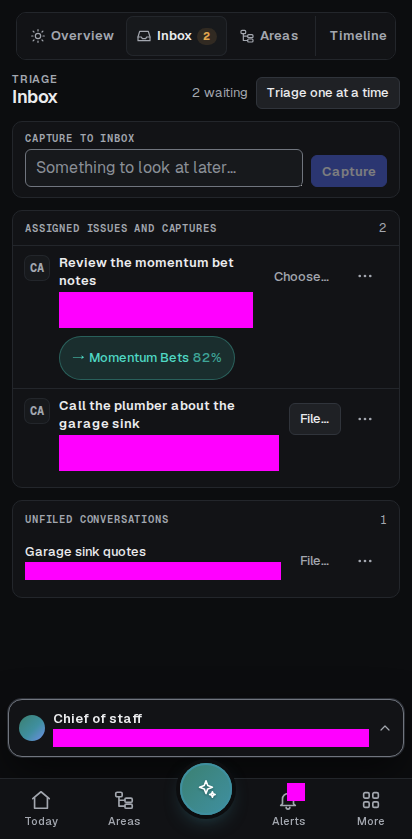 Overview
Inbox 2
Areas
Timeline
TRIAGE
Inbox
2 waiting
Triage one at a time
CAPTURE TO INBOX
Something to look at later…
Capture
ASSIGNED ISSUES AND CAPTURES
2
CA
Review the momentum bet
notes
Choose…
→ Momentum Bets 82%
CA
Call the plumber about the
garage sink
File…
UNFILED CONVERSATIONS
1
Garage sink quotes
File…
Chief of staff
Today
Areas
Alerts
More